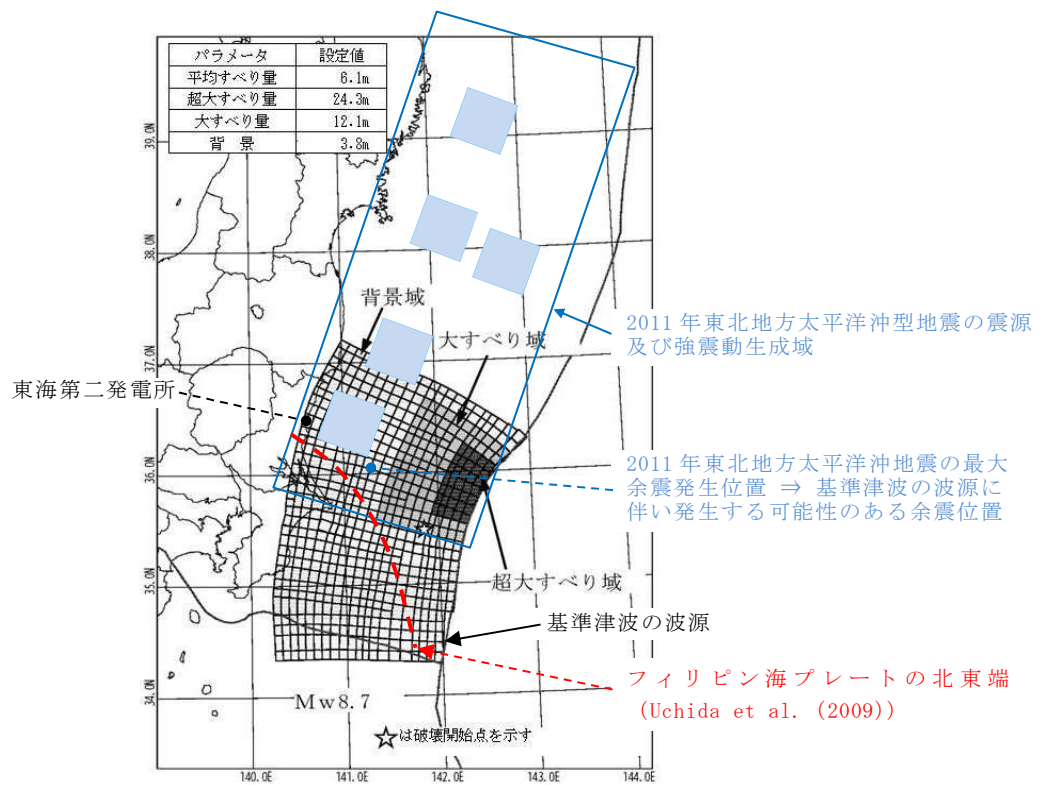 パラメータ 設定値
平均すべり量 6.1m
超大すべり量 24.3m
大すべり量 12.1m
背 景 3.8m
39.0N
38.0N
背景域
2011 年東北地方太平洋沖型地震の震源
及び強震動生成域
大すべり域
37.0N
東海第二発電所
36.0N
2011 年東北地方太平洋沖地震の最大
余震発生位置 ⇒ 基準津波の波源に
伴い発生する可能性のある余震位置
35.0N
超大すべり域
基準津波の波源
フィリピン海プレートの北東端
(Uchida et al. (2009))
34.0N
Mw8.7
☆は破壊開始点を示す
140.0E 141.0E 142.0E 143.0E 144.0E